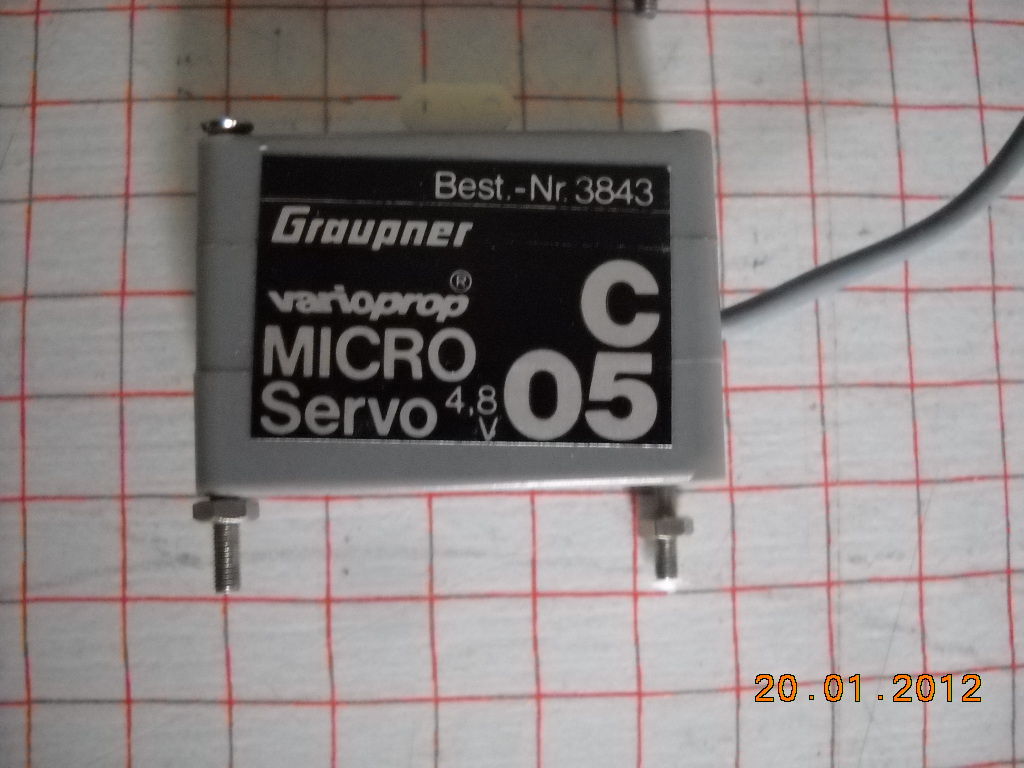 Best.-Nr. 3843
Graupner
varioprop ®
C
MICRO
Servo 4,8 V
05
20.01.2012